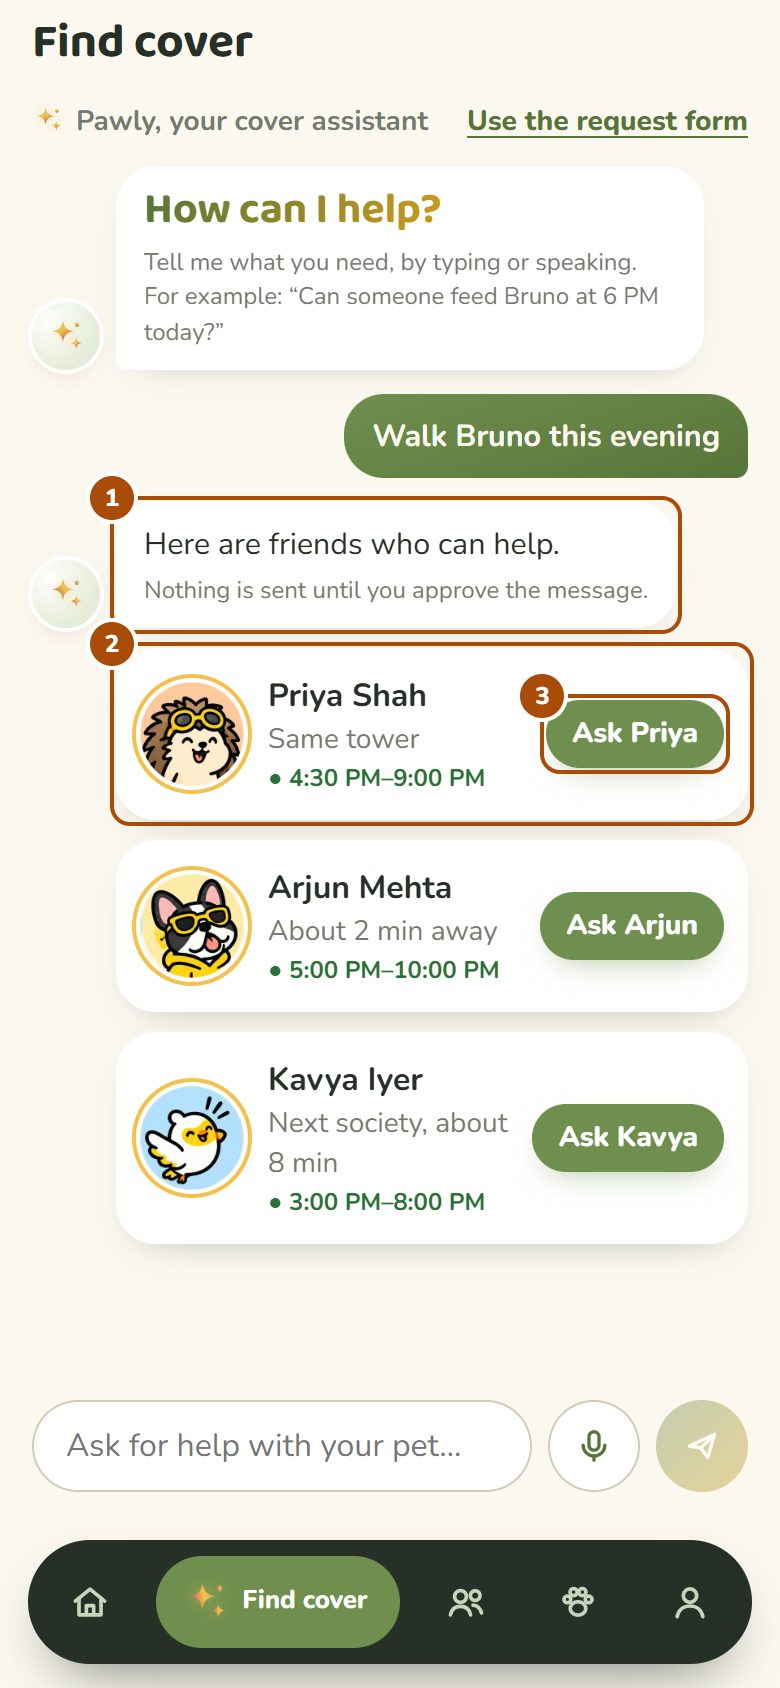 Find cover
Pawly, your cover assistant
Use the request form
How can I help?
Tell me what you need, by typing or speaking.
For example: “Can someone feed Bruno at 6 PM
today?”
Walk Bruno this evening
1
Here are friends who can help.
Nothing is sent until you approve the message.
2
Priya Shah
Same tower
● 4:30 PM–9:00 PM
3
Ask Priya
Arjun Mehta
About 2 min away
● 5:00 PM–10:00 PM
Ask Arjun
Kavya Iyer
Next society, about
8 min
● 3:00 PM–8:00 PM
Ask Kavya
Ask for help with your pet...
Find cover